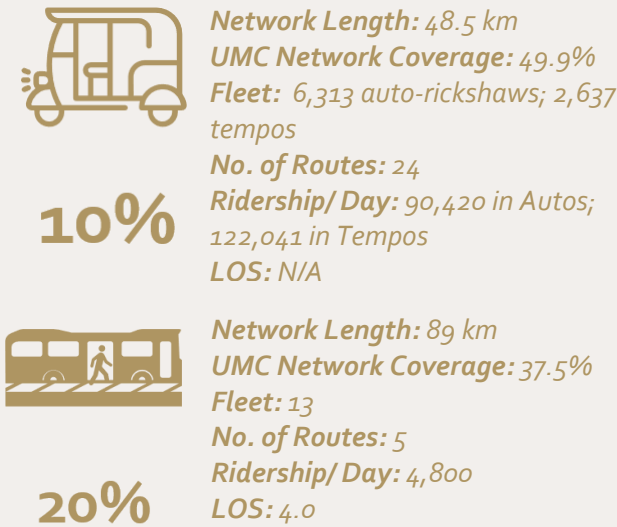 Network Length: 48.5 km
UMC Network Coverage: 49.9%
Fleet: 6,313 auto-rickshaws; 2,637
tempos
No. of Routes: 24
Ridership/ Day: 90,420 in Autos;
122,041 in Tempos
LOS: N/A
10%
Network Length: 89 km
UMC Network Coverage: 37.5%
Fleet: 13
No. of Routes: 5
Ridership/ Day: 4,800
LOS: 4.0
20%